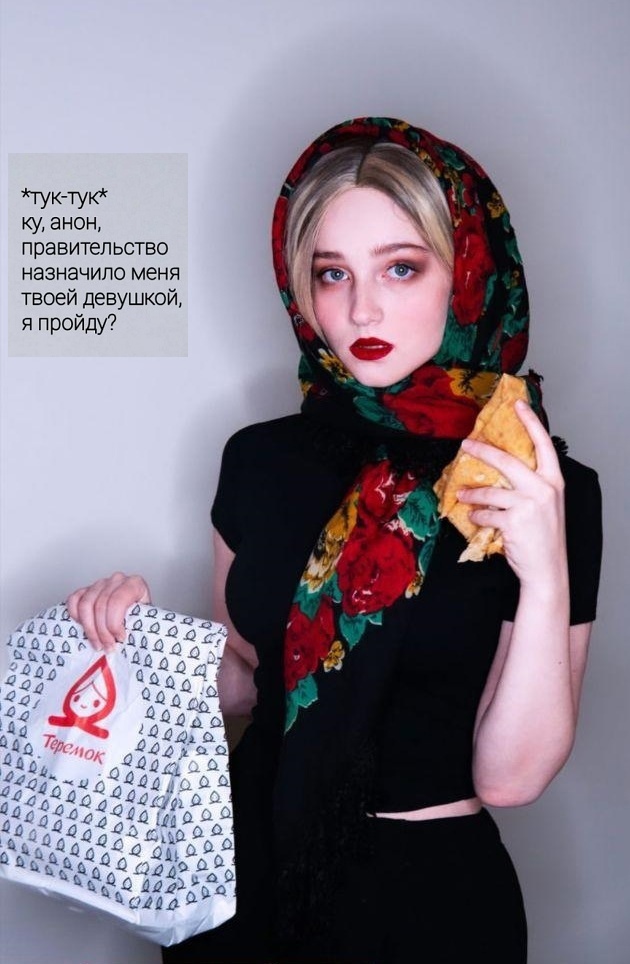 *тук-тук*
ку, анон,
правительство
назначило меня
твоей девушкой,
я пройду?
Теремок